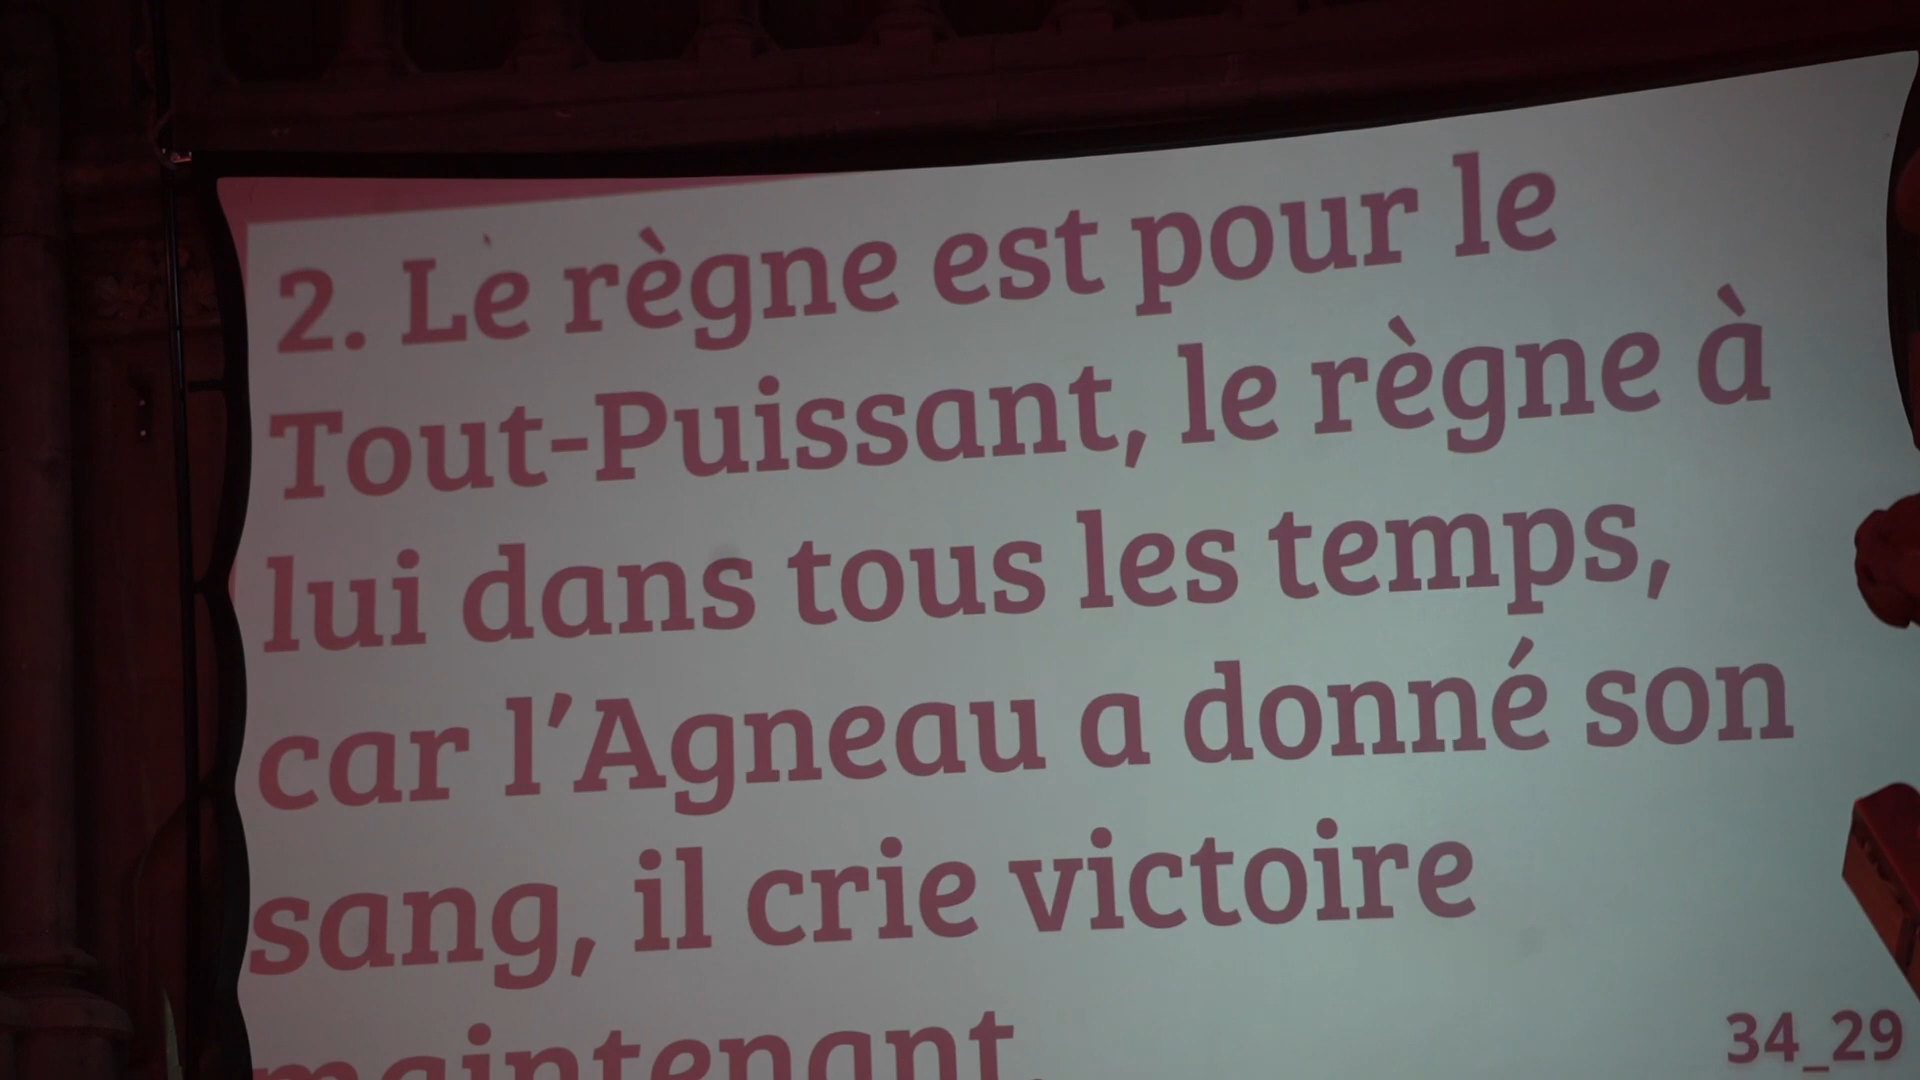 2. Le règne est pour le
Tout-Puissant, le règne à
lui dans tous les temps,
car l'Agneau a donné son
sang, il crie victoire
maintenant.
34_29